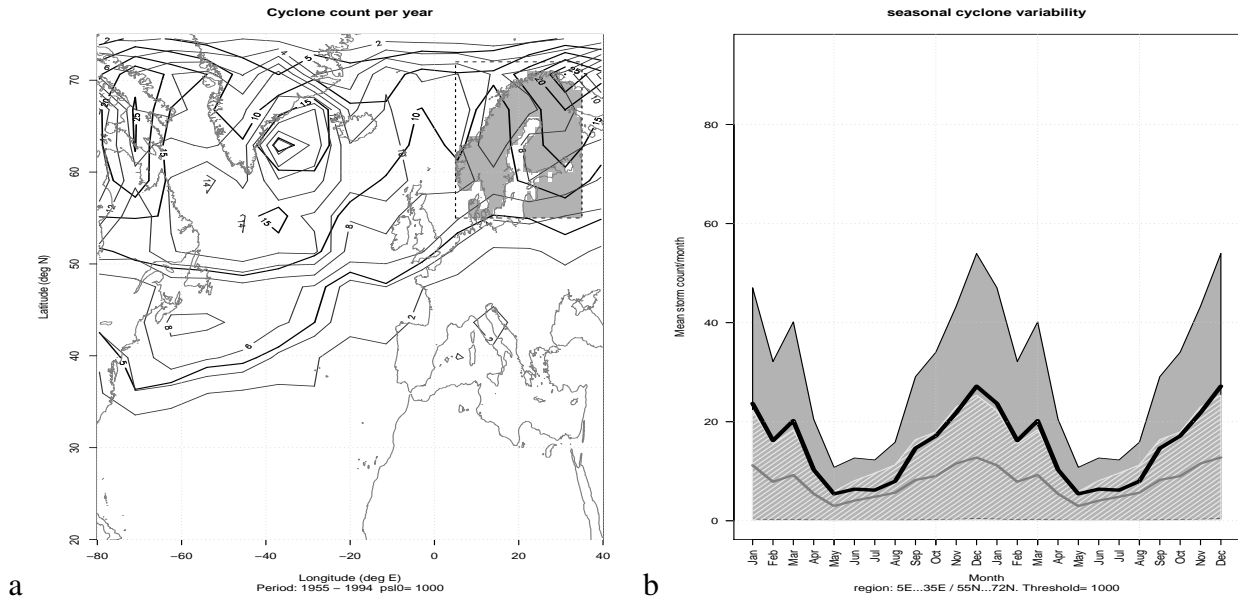 Cyclone count per year
70
60
50
40
30
20
Latitude (deg N)
−80
−60
−40
−20
0
20
40
Longitude (deg E)
Period: 1955 − 1994 psl0= 1000
a
seasonal cyclone variability
80
60
40
20
0
Mean storm count/month
Jan
Feb
Mar
Apr
May
Jun
Jul
Aug
Sep
Oct
Nov
Dec
Jan
Feb
Mar
Apr
May
Jun
Jul
Aug
Sep
Oct
Nov
Dec
Month
region: 5E...35E / 55N...72N. Threshold= 1000
b